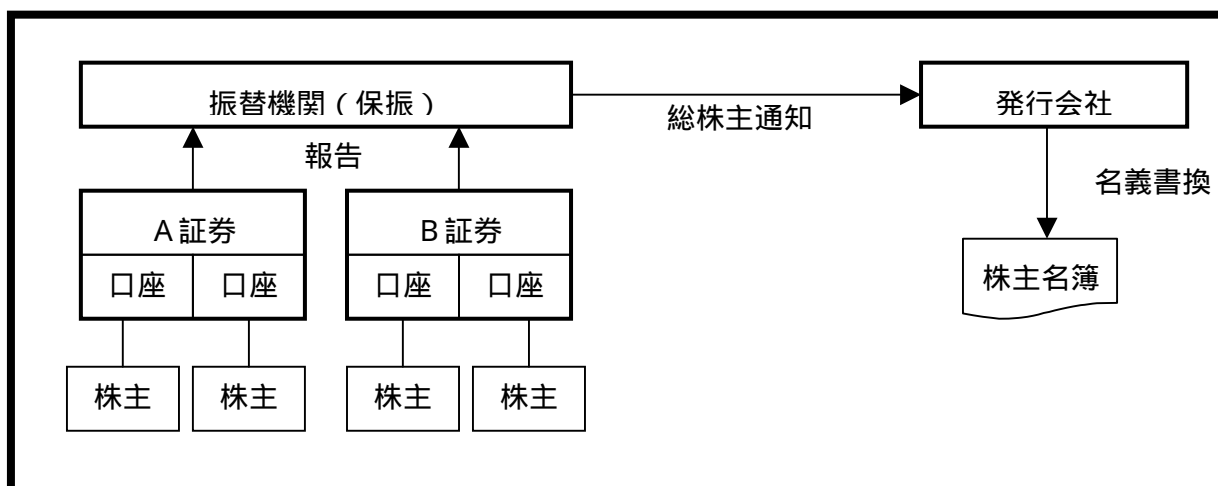 振替機関（保振）
発行会社
総株主通知
報告
名義書換
A証券
B証券
口座
口座
口座
口座
株主名簿
株主
株主
株主
株主